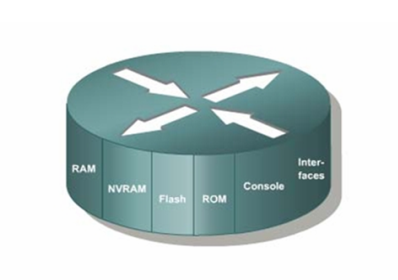 RAM
NVRAM
Flash
ROM
Console
Inter-
faces